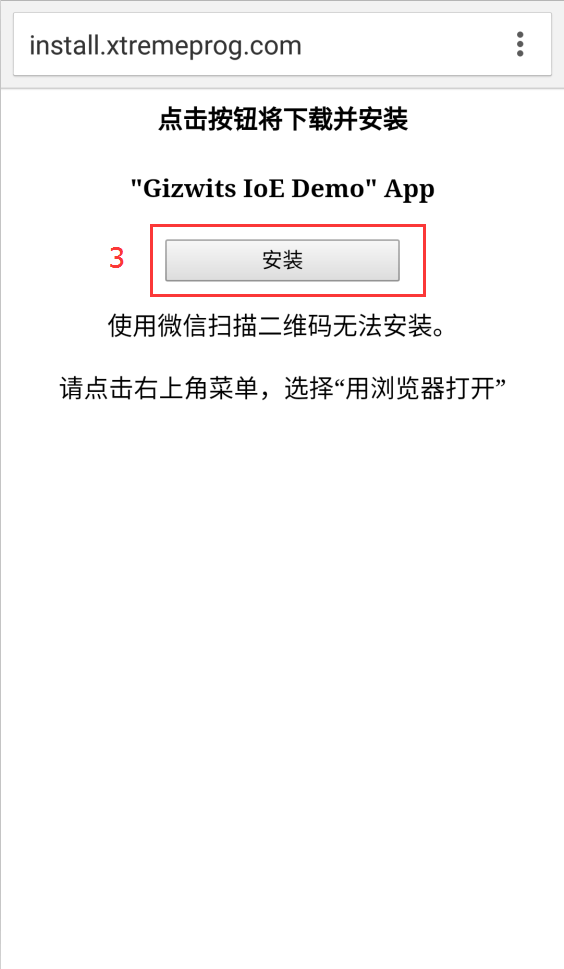 install.xtremeprog.com
点击按钮将下载并安装
"Gizwits IoE Demo" App
3
安装
使用微信扫描二维码无法安装。
请点击右上角菜单，选择“用浏览器打开”